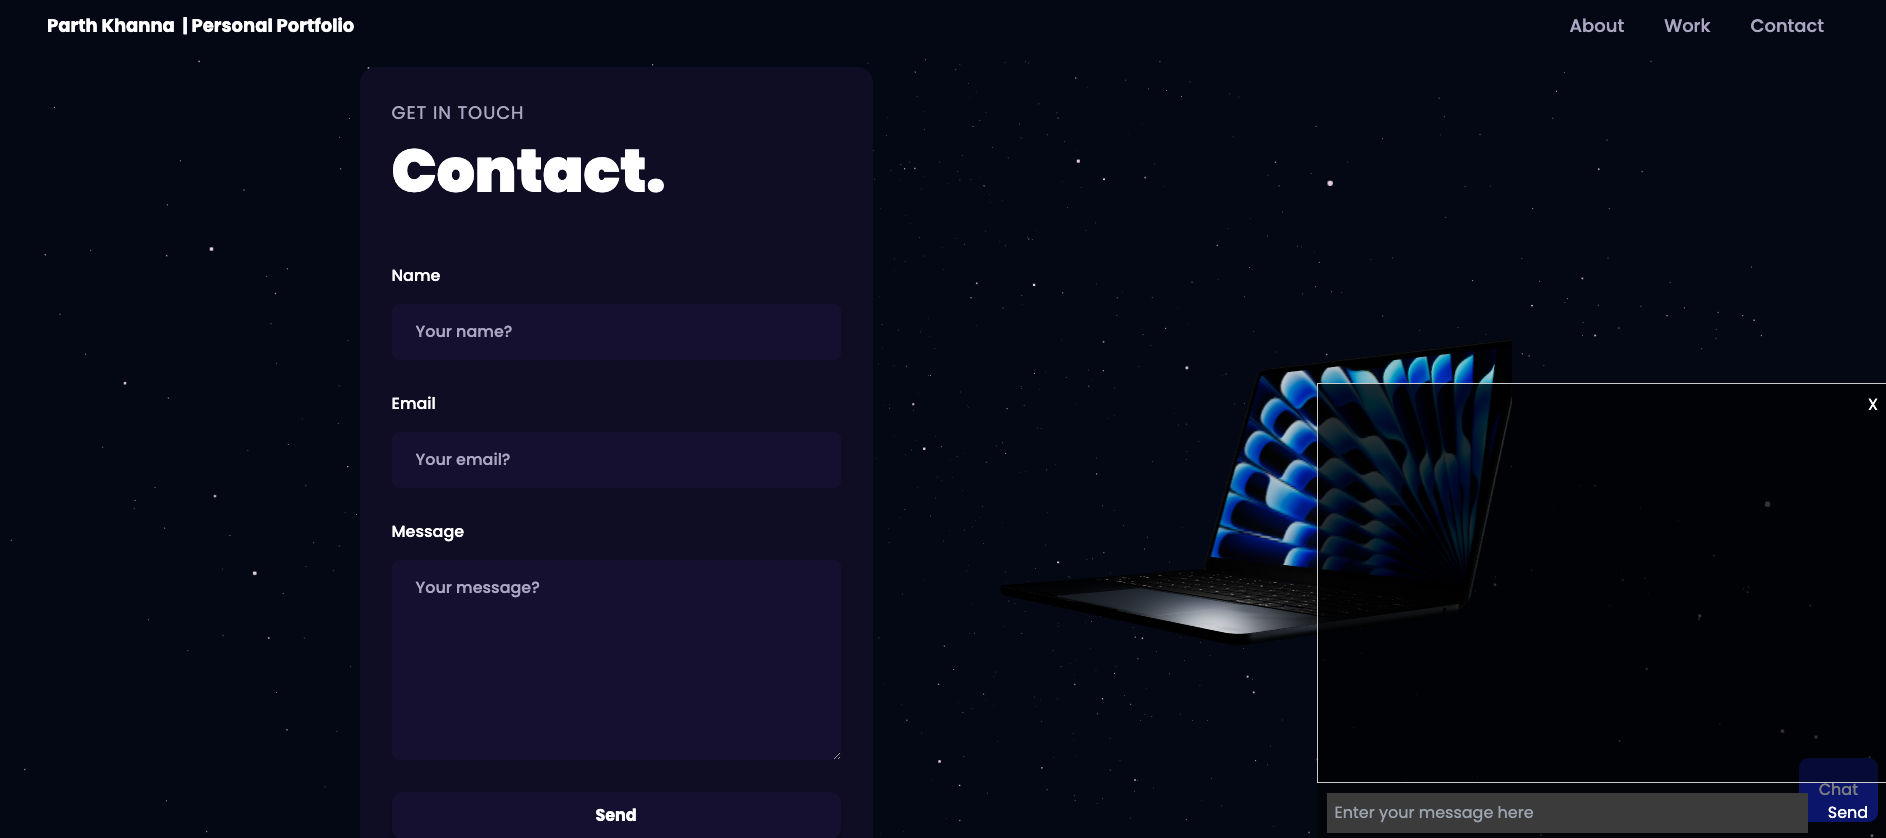 Parth Khanna | Personal Portfolio
About Work Contact
GET IN TOUCH
Contact.
Name
Your name?
Email
Your email?
Message
Your message?
Send
X
Chat
Enter your message here
Send